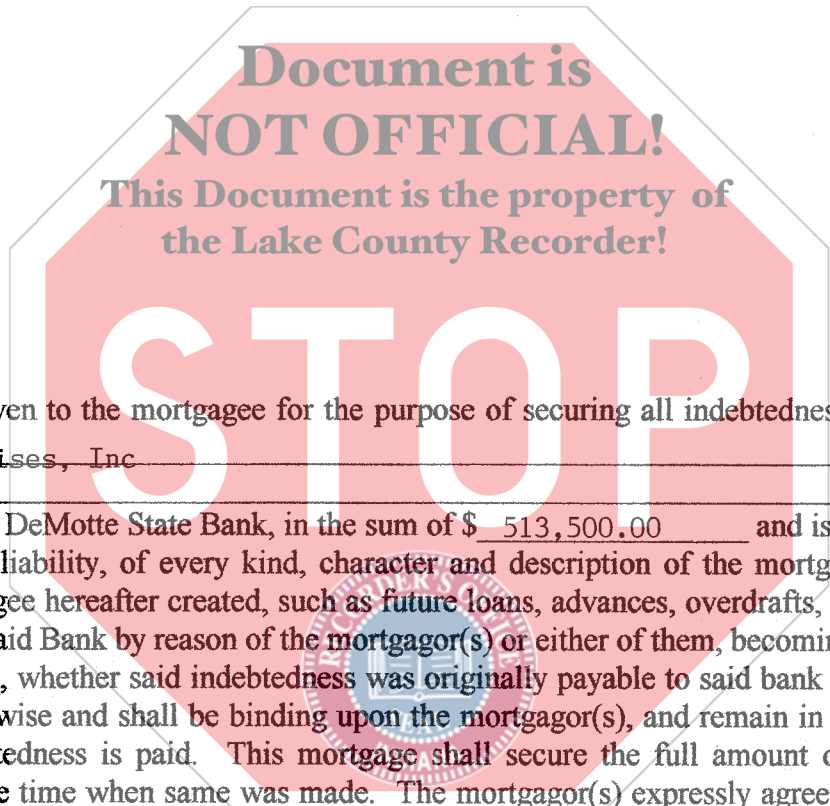 Document is
NOT OFFICIAL!
This Document is the property of
the Lake County Recorder!
STOP
ven to the mortgagee for the purpose of securing all indebtednes
ises, Inc
DeMotte State Bank, in the sum of $ 513,500.00 and is
liability, of every kind, character and description of the mortg
gee hereafter created, such as future loans, advances, overdrafts,
aid Bank by reason of the mortgagor(s) or either of them, becomin
, whether said indebtedness was originally payable to said bank
wise and shall be binding upon the mortgagor(s), and remain in
tedness is paid. This mortgage shall secure the full amount
e time when same was made. The mortgagor(s) expressly agree
RECORDER'S OFFICE